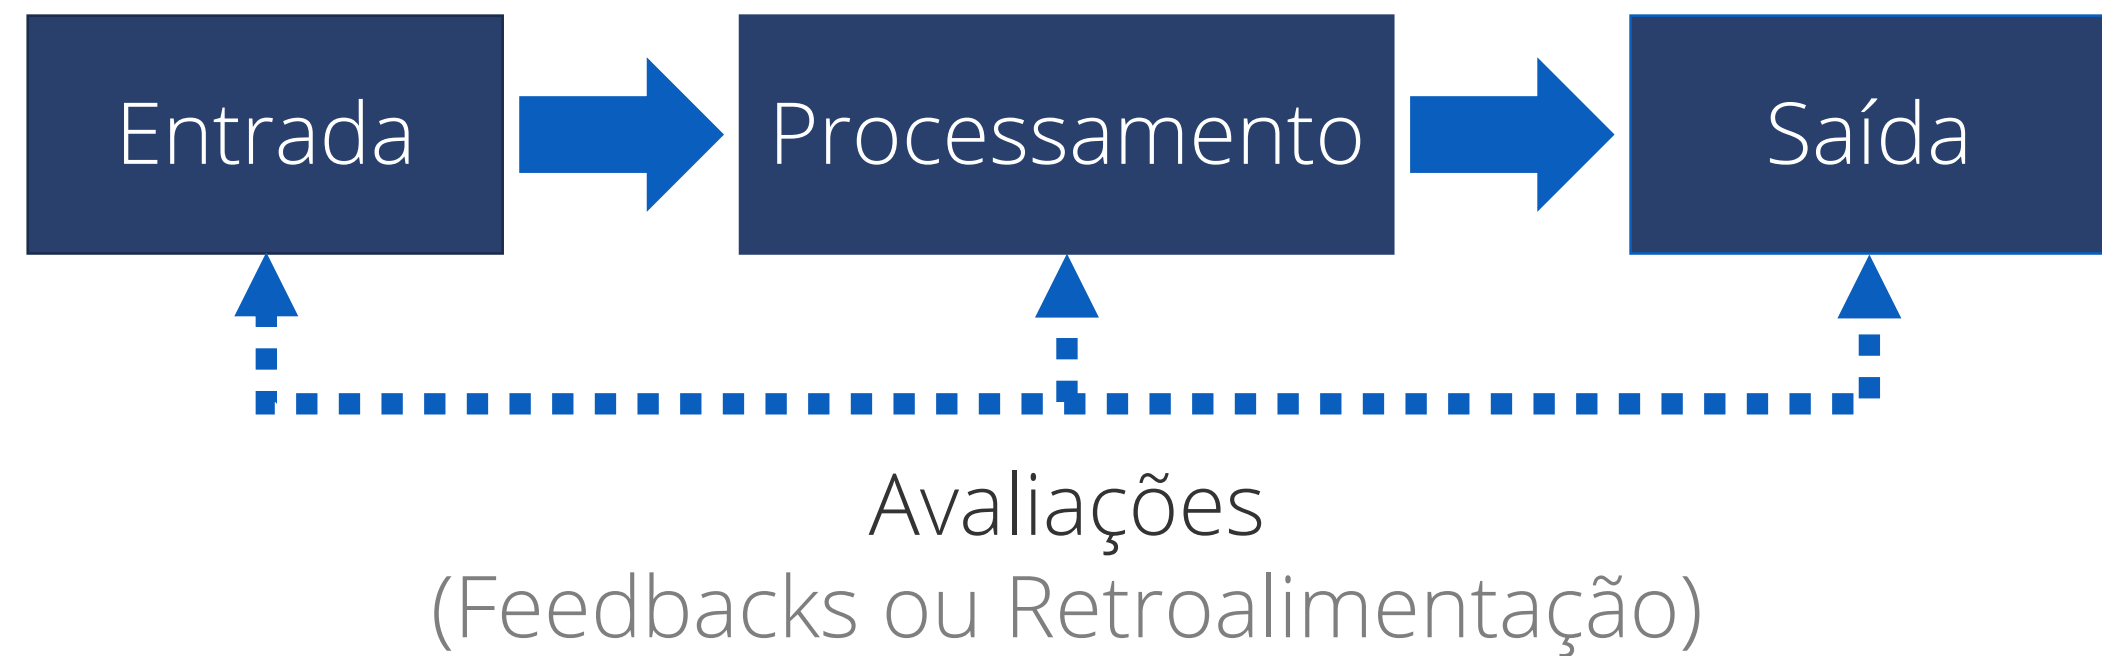 Entrada
Processamento
Saída
Avaliações
(Feedbacks ou Retroalimentação)